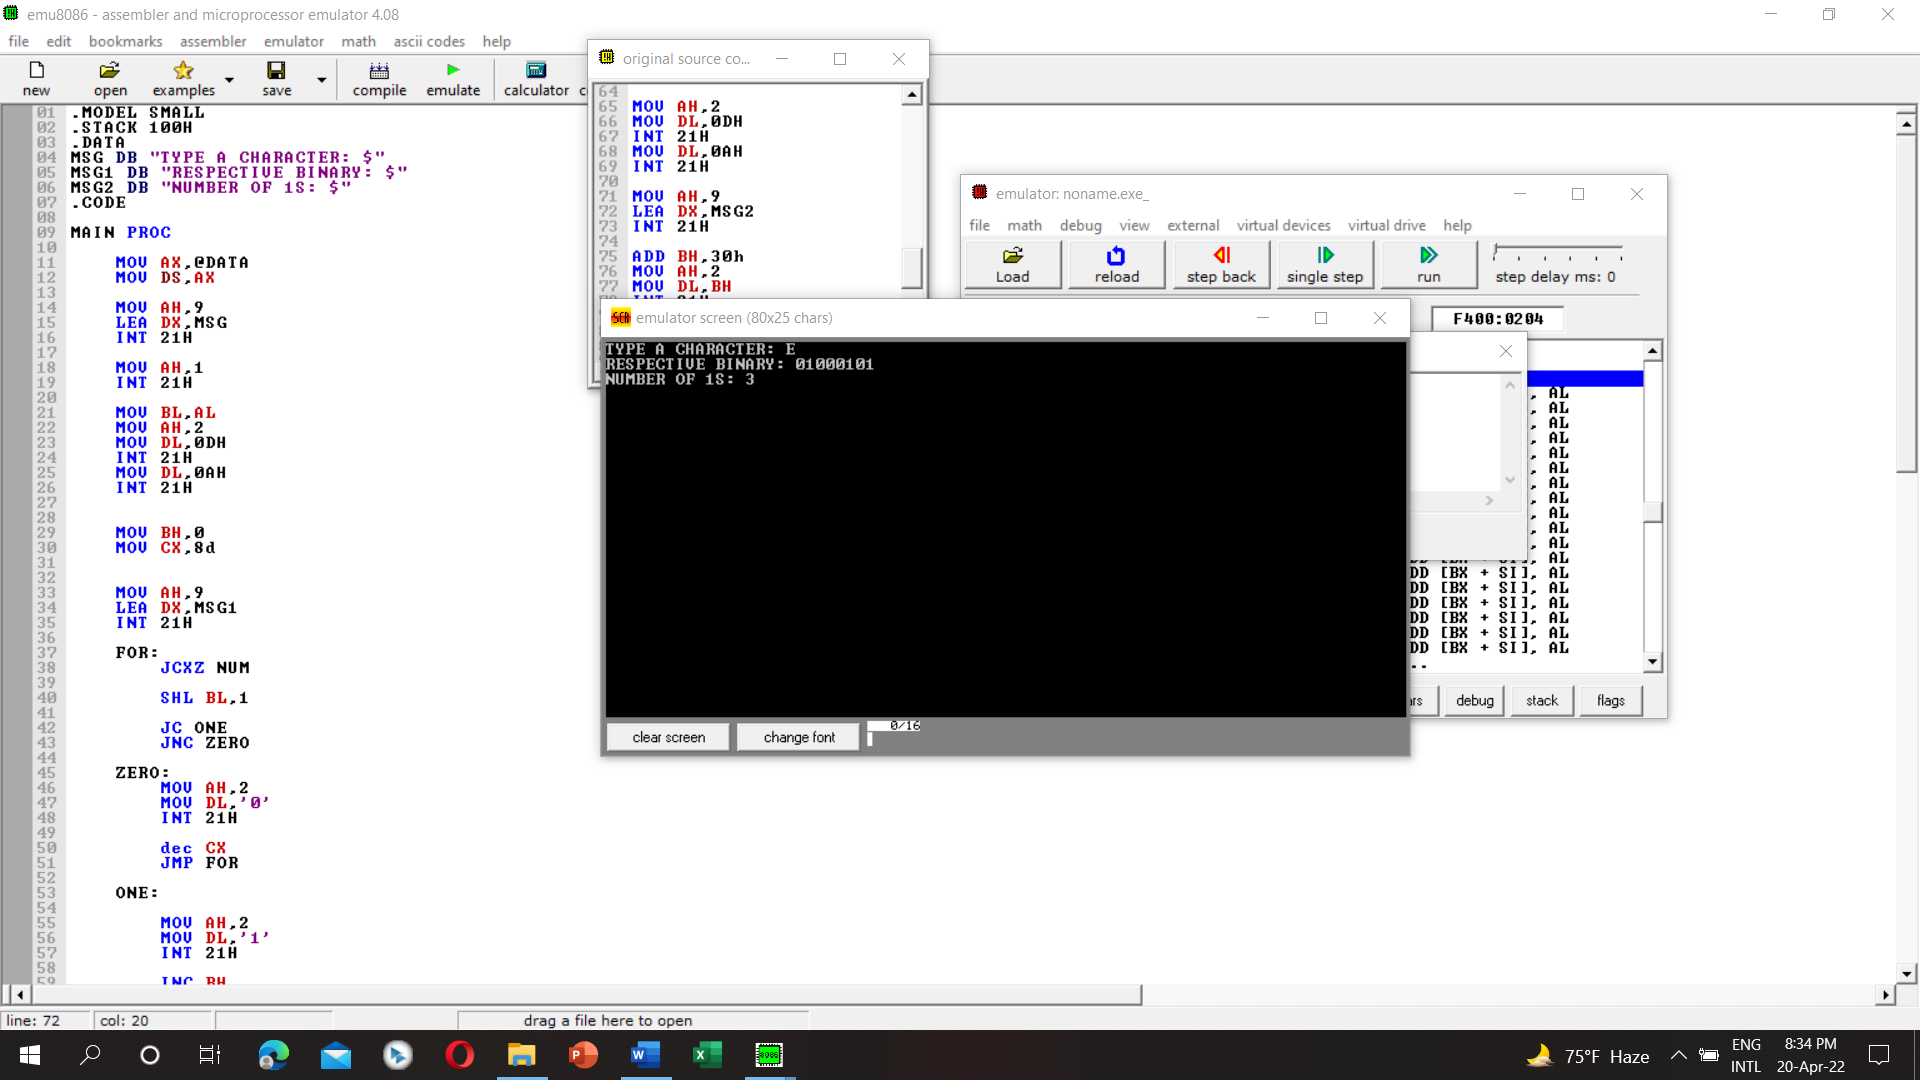 emu8086 - assembler and microprocessor emulator 4.08
file edit bookmarks assembler emulator math ascii codes help
new open examples save compile emulate calculator
01 .MODEL SMALL
02 .STACK 100H
03 .DATA
04 MSG DB "TYPE A CHARACTER: $"
05 MSG1 DB "RESPECTIVE BINARY: $"
06 MSG2 DB "NUMBER OF 1S: $"
07 .CODE
08
09 MAIN PROC
10
11 MOV AX,@DATA
12 MOV DS,AX
13
14 MOV AH,9
15 LEA DX,MSG
16 INT 21H
17
18 MOV AH,1
19 INT 21H
20
21 MOV BL,AL
22 MOV AH,2
23 MOV DL,0DH
24 INT 21H
25 MOV DL,0AH
26 INT 21H
27
28
29 MOV BH,0
30 MOV CX,8d
31
32
33 MOV AH,9
34 LEA DX,MSG1
35 INT 21H
36
37 FOR:
38 JCXZ NUM
39
40 SHL BL,1
41
42 JC ONE
43 JNC ZERO
44
45 ZERO:
46 MOV AH,2
47 MOV DL,'0'
48 INT 21H
49
50 dec CX
51 JMP FOR
52
53 ONE:
54
55 MOV AH,2
56 MOV DL,'1'
57 INT 21H
58
59 INC BH
original source co...
64
65 MOV AH,2
66 MOV DL,0DH
67 INT 21H
68 MOV DL,0AH
69 INT 21H
70
71 MOV AH,9
72 LEA DX,MSG2
73 INT 21H
74
75 ADD BH,30h
76 MOV AH,2
77 MOV DL,BH
emulator: noname.exe_
file math debug view external virtual devices virtual drive help
Load reload step back single step run step delay ms: 0
F400:0204
emulator screen (80x25 chars)
TYPE A CHARACTER: E
RESPECTIVE BINARY: 01000101
NUMBER OF 1S: 3
clear screen change font 0/16
, AL
, AL
, AL
, AL
, AL
, AL
, AL
, AL
, AL
, AL
, AL
, AL
DD [BX + SI], AL
DD [BX + SI], AL
DD [BX + SI], AL
DD [BX + SI], AL
DD [BX + SI], AL
DD [BX + SI], AL
..
debug stack flags
line: 72 col: 20 drag a file here to open
75°F Haze
ENG
INTL
8:34 PM
20-Apr-22